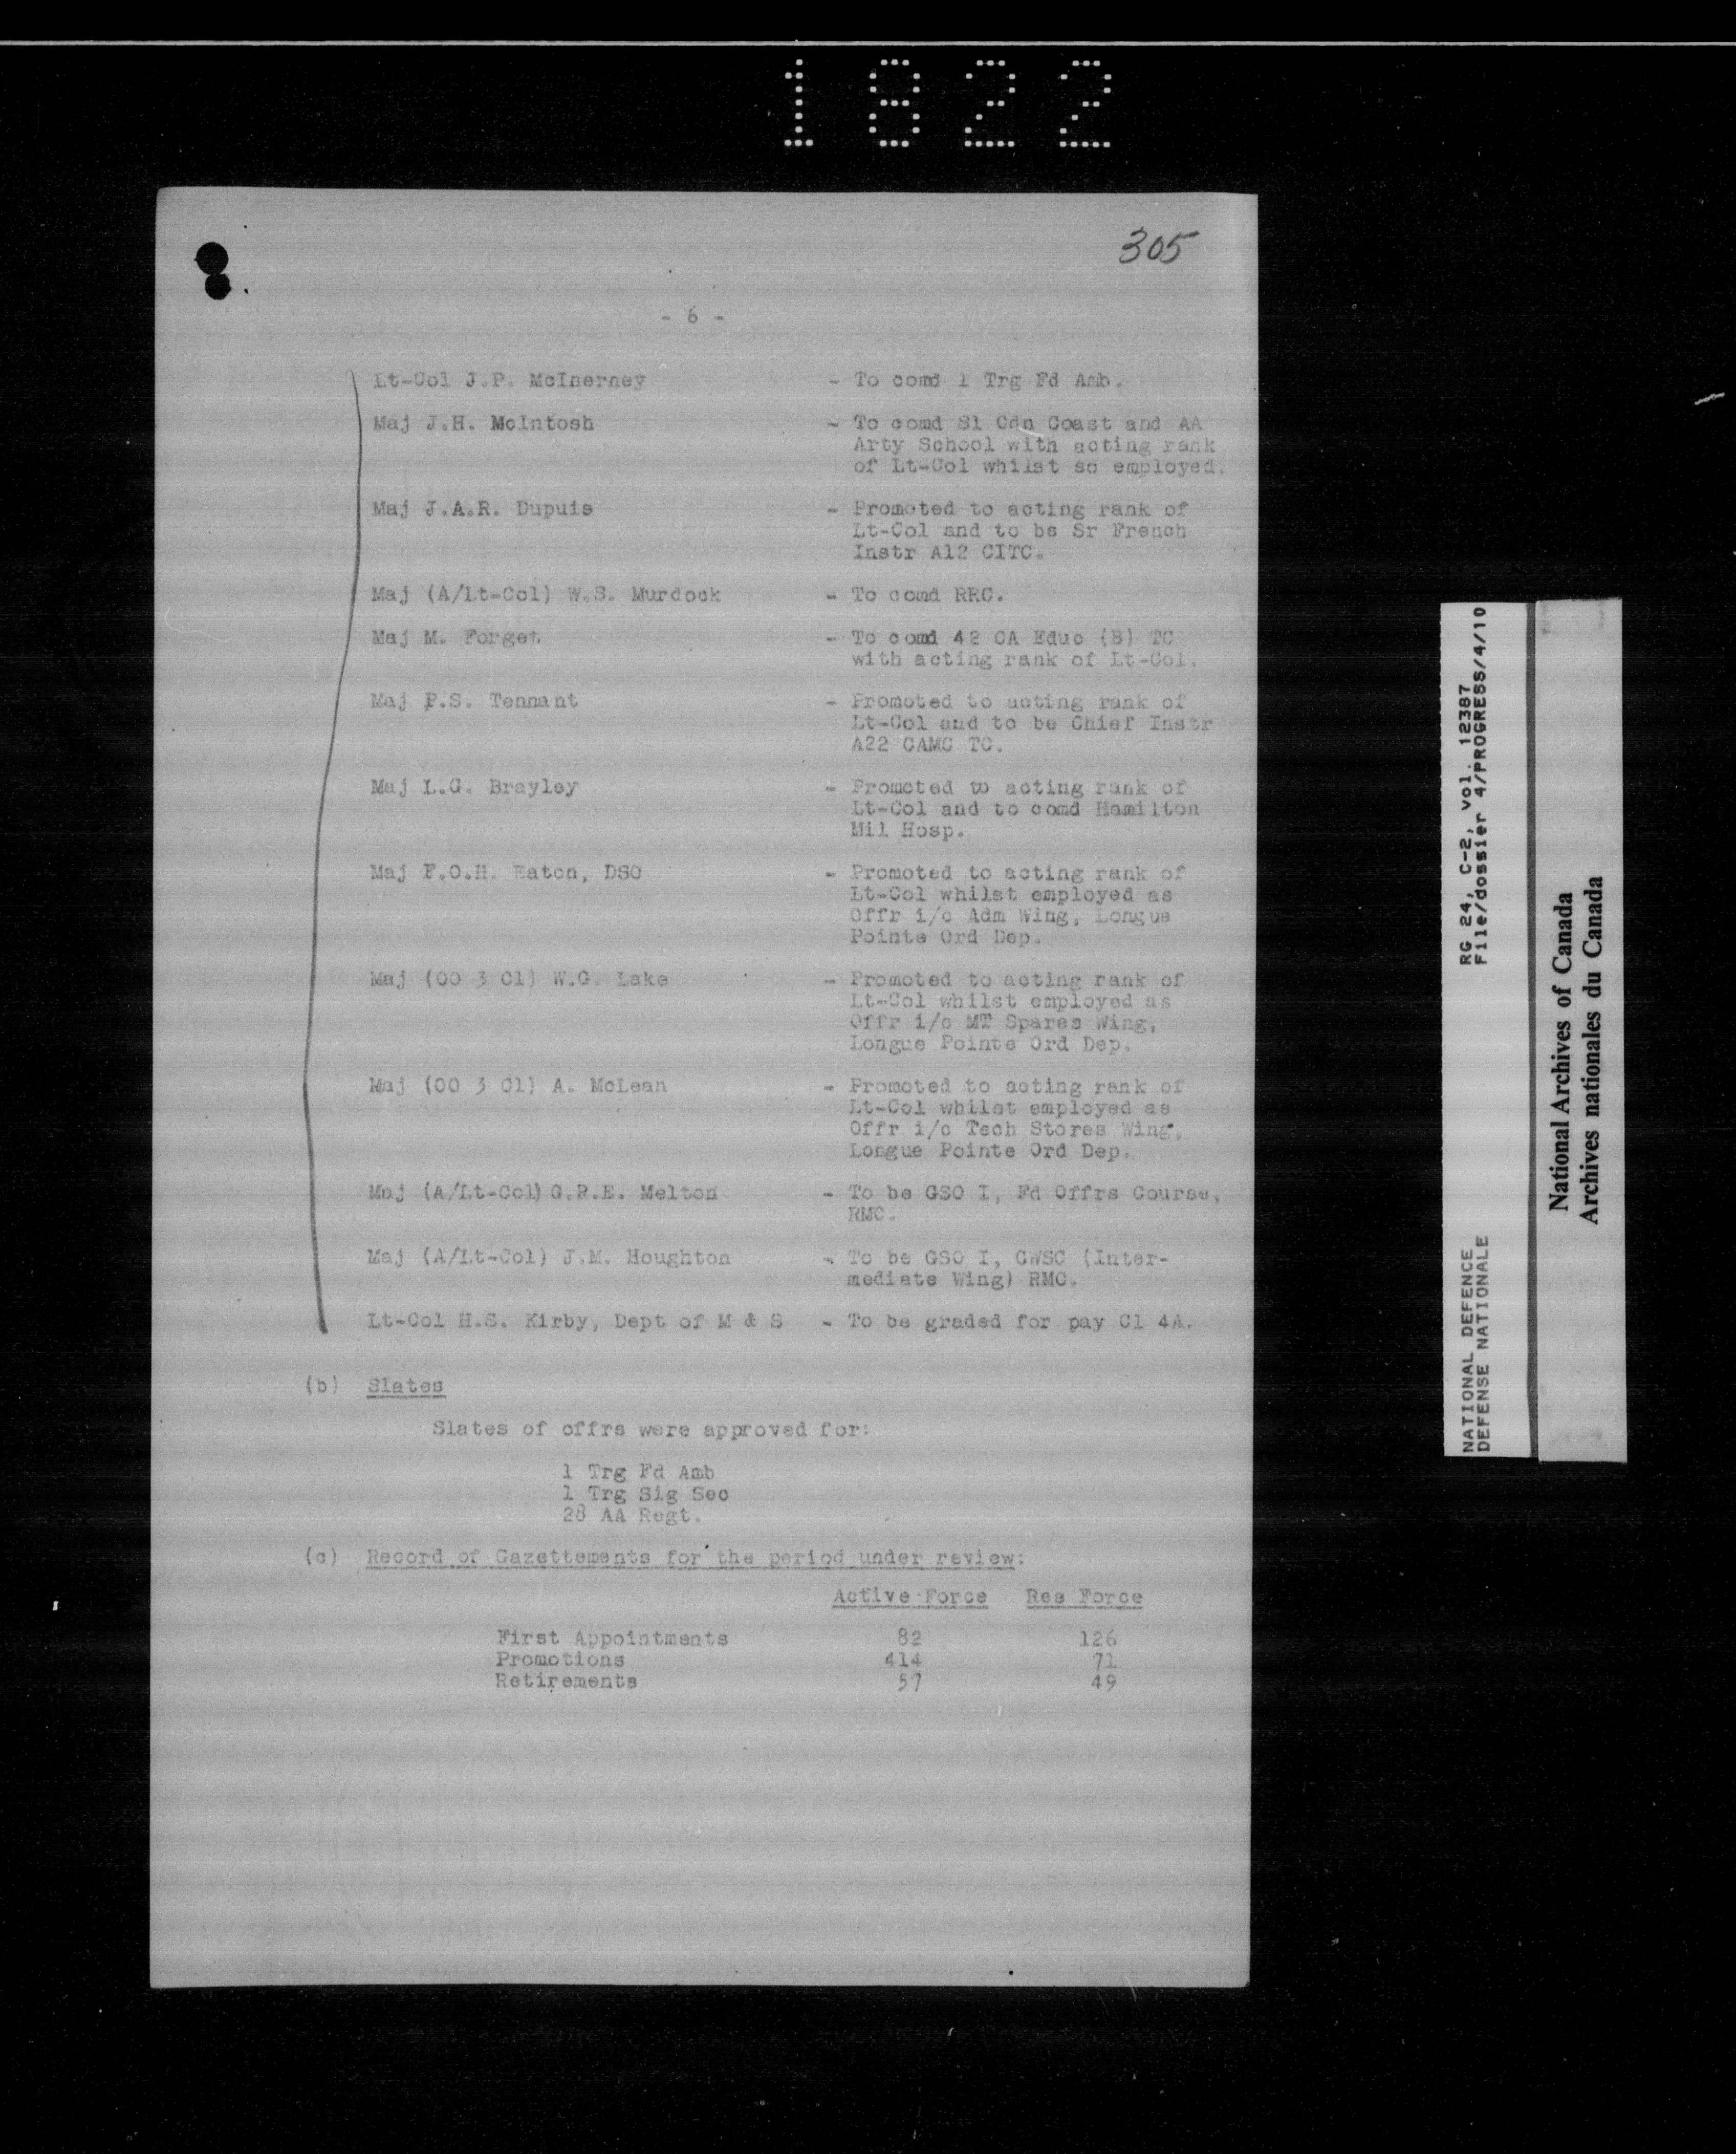 1822
305
- 6 -
Lt-Col J.P. McInerney - To comd 1 Trg Fd Amb.
Maj J.H. McIntosh - To comd S1 Cdn Coast and AA
Arty School with acting rank
of Lt-Col whilst so employed.
Maj J.A.R. Dupuis - Promoted to acting rank of
Lt-Col and to be Sr French
Instr A12 CITC.
Maj (A/Lt-Col) W.S. Murdock - To comd RRC.
Maj M. Forget - To comd 42 CA Educ (B) TC
with acting rank of Lt-Col.
Maj P.S. Tennant - Promoted to acting rank of
Lt-Col and to be Chief Instr
A22 CAMC TC.
Maj L.G. Brayley - Promoted to acting rank of
Lt-Col and to comd Hamilton
Mil Hosp.
Maj F.O.H. Eaton, DSO - Promoted to acting rank of
Lt-Col whilst employed as
Offr i/c Adm Wing, Longue
Pointe Ord Dep.
Maj (OO 3 Cl) W.G. Lake - Promoted to acting rank of
Lt-Col whilst employed as
Offr i/c MT Spares Wing,
Longue Pointe Ord Dep.
Maj (OO 3 Cl) A. McLean - Promoted to acting rank of
Lt-Col whilst employed as
Offr i/c Tech Stores Wing,
Longue Pointe Ord Dep.
Maj (A/Lt-Col) G.R.E. Melton - To be GSO I, Fd Offrs Course,
RMC.
Maj (A/Lt-Col) J.M. Houghton - To be GSO I, CWSC (Inter-
mediate Wing) RMC.
Lt-Col H.S. Kirby, Dept of M & S - To be graded for pay Cl 4A.
(b) Slates
Slates of offrs were approved for:
1 Trg Fd Amb
1 Trg Sig Sec
28 AA Regt.
(c) Record of Gazettements for the period under review:
Active Force Res Force
First Appointments 82 126
Promotions 414 71
Retirements 57 49
NATIONAL DEFENCE RG 24, C-2, vol. 12387
DEFENSE NATIONALE File/dossier 4/PROGRESS/4/10
National Archives of Canada
Archives nationales du Canada